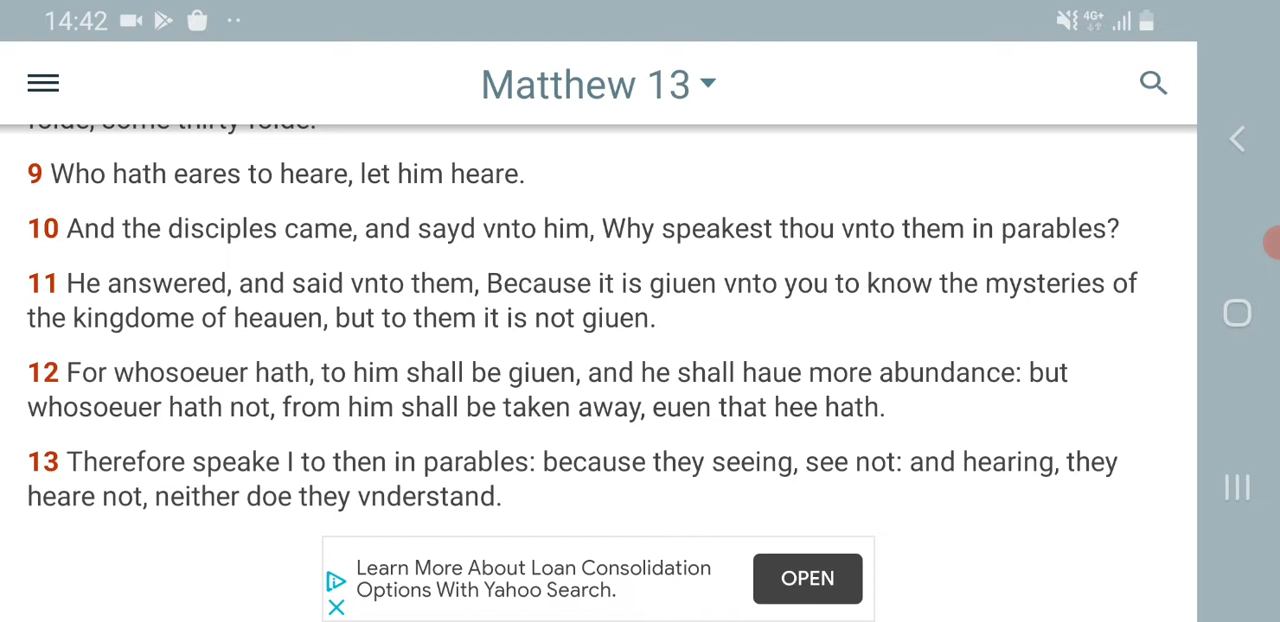 14:42
4G+
Matthew 13
folde, some thirty folde.
9 Who hath eares to heare, let him heare.
10 And the disciples came, and sayd vnto him, Why speakest thou vnto them in parables?
11 He answered, and said vnto them, Because it is giuen vnto you to know the mysteries of
the kingdome of heauen, but to them it is not giuen.
12 For whosoeuer hath, to him shall be giuen, and he shall haue more abundance: but
whosoeuer hath not, from him shall be taken away, euen that hee hath.
13 Therefore speake I to then in parables: because they seeing, see not: and hearing, they
heare not, neither doe they vnderstand.
Learn More About Loan Consolidation
Options With Yahoo Search.
OPEN